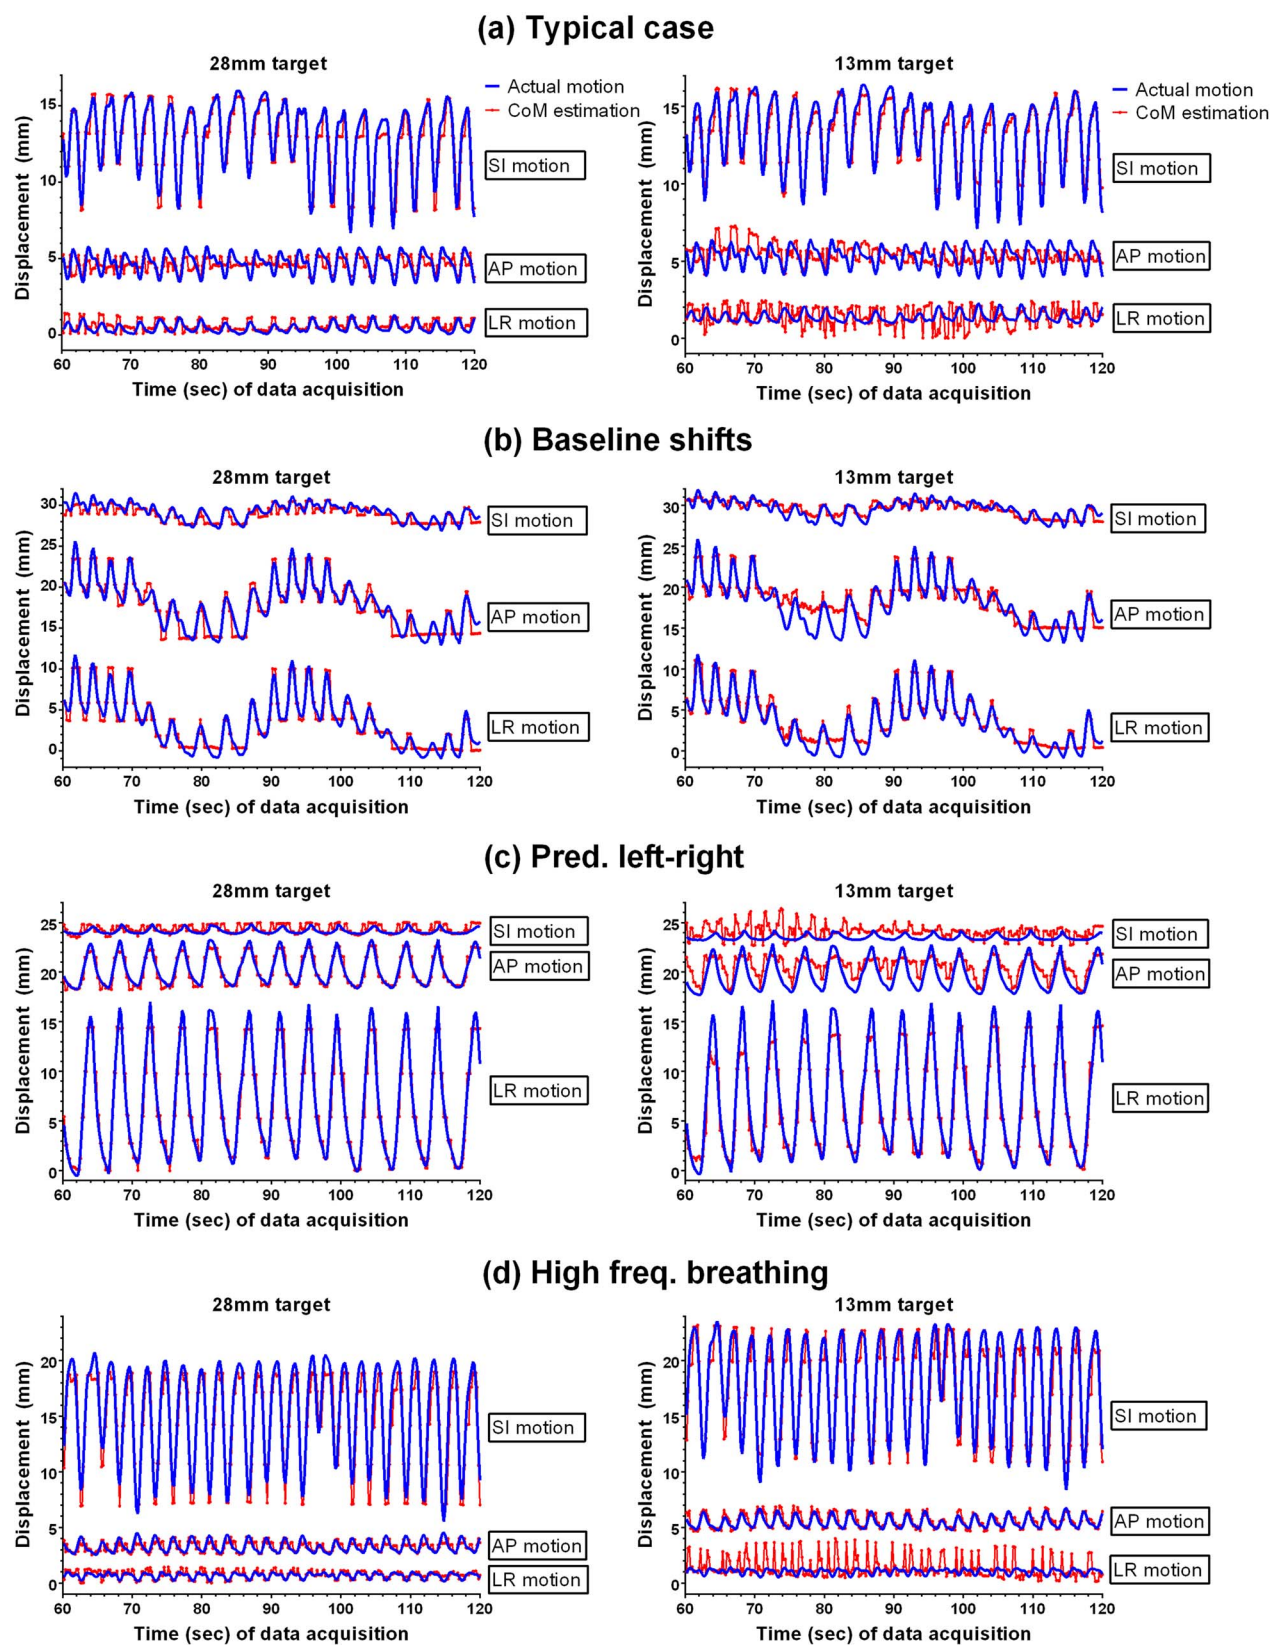 (a) Typical case
28mm target
13mm target
Actual motion
CoM estimation
Actual motion
CoM estimation
Displacement (mm)
15
10
5
0
SI motion
AP motion
LR motion
60 70 80 90 100 110 120
Time (sec) of data acquisition
Displacement (mm)
15
10
5
0
SI motion
AP motion
LR motion
60 70 80 90 100 110 120
Time (sec) of data acquisition
(b) Baseline shifts
28mm target
13mm target
Displacement (mm)
30
25
20
15
10
5
0
SI motion
AP motion
LR motion
60 70 80 90 100 110 120
Time (sec) of data acquisition
Displacement (mm)
30
25
20
15
10
5
0
SI motion
AP motion
LR motion
60 70 80 90 100 110 120
Time (sec) of data acquisition
(c) Pred. left-right
28mm target
13mm target
Displacement (mm)
25
20
15
10
5
0
SI motion
AP motion
LR motion
60 70 80 90 100 110 120
Time (sec) of data acquisition
Displacement (mm)
25
20
15
10
5
0
SI motion
AP motion
LR motion
60 70 80 90 100 110 120
Time (sec) of data acquisition
(d) High freq. breathing
28mm target
13mm target
Displacement (mm)
20
15
10
5
0
SI motion
AP motion
LR motion
60 70 80 90 100 110 120
Time (sec) of data acquisition
Displacement (mm)
20
15
10
5
0
SI motion
AP motion
LR motion
60 70 80 90 100 110 120
Time (sec) of data acquisition